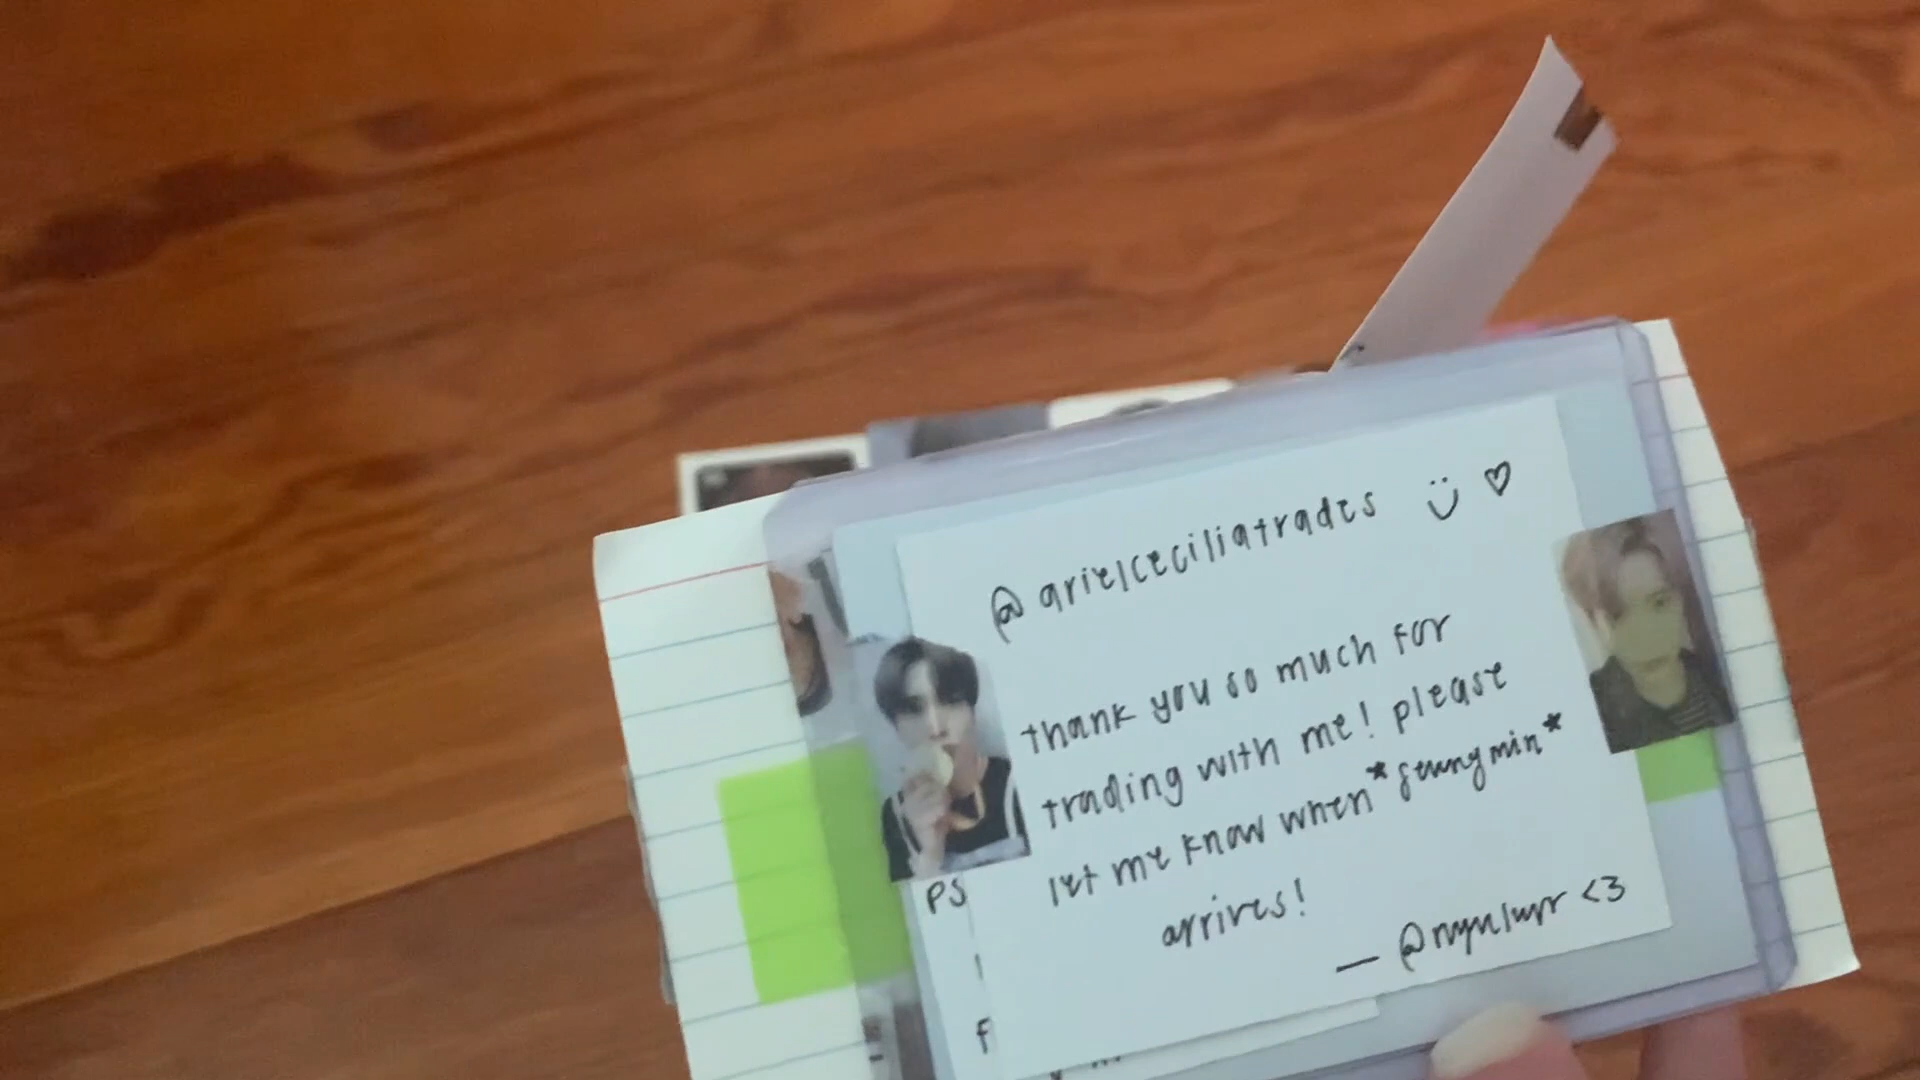 @arielceciliatrades ü ♡
thank you so much for
trading with me! please
let me know when *seungmin*
arrives!
PS